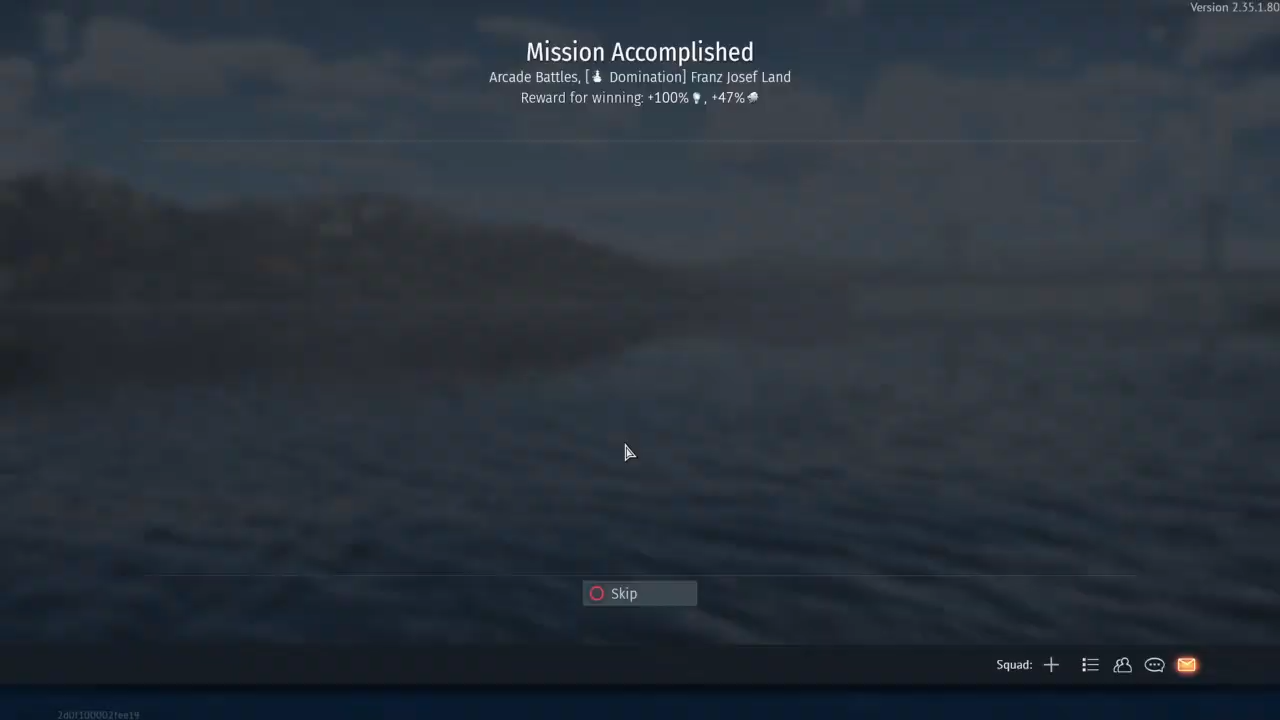 Version 2.35.1.80
Mission Accomplished
Arcade Battles, [ Domination] Franz Josef Land
Reward for winning: +100% , +47%
Skip
Squad:
2d0f100002fee19